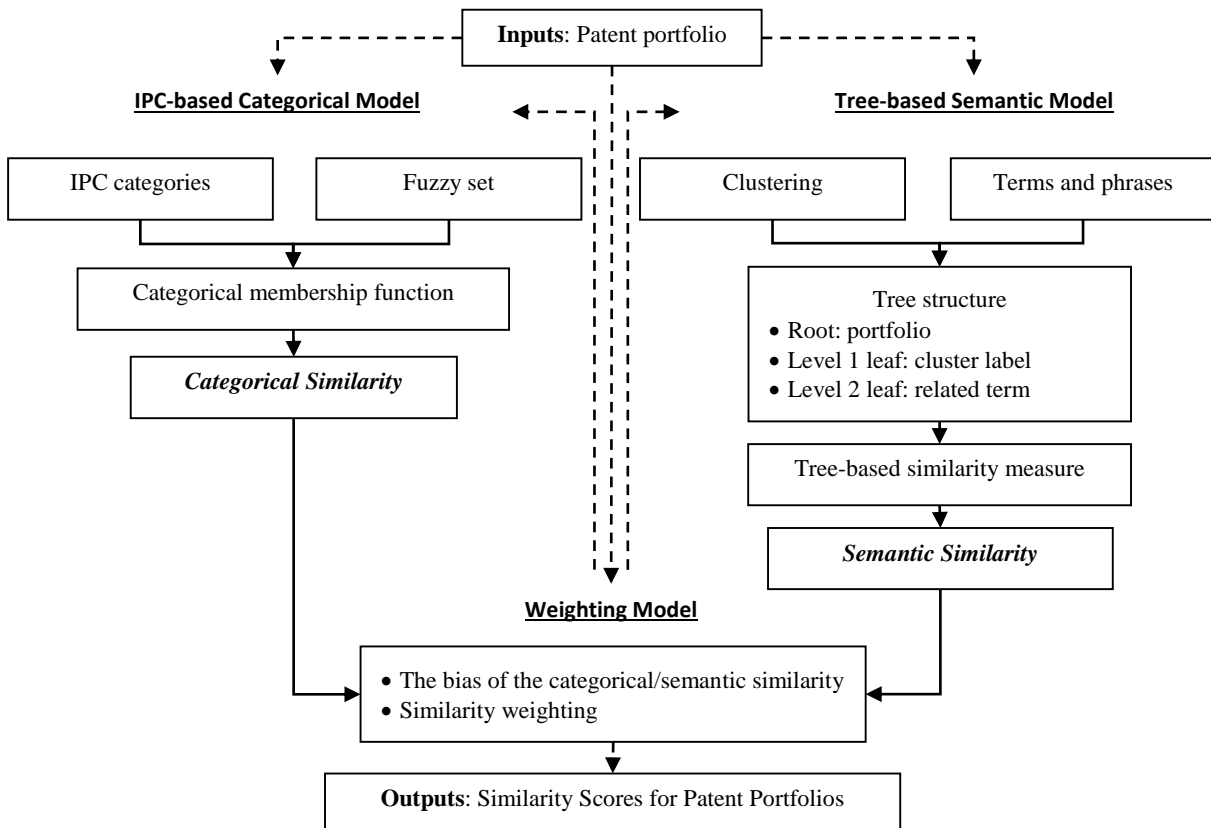 Inputs: Patent portfolio
IPC-based Categorical Model
Tree-based Semantic Model
IPC categories
Fuzzy set
Clustering
Terms and phrases
Categorical membership function
Tree structure
• Root: portfolio
• Level 1 leaf: cluster label
• Level 2 leaf: related term
Categorical Similarity
Tree-based similarity measure
Semantic Similarity
Weighting Model
• The bias of the categorical/semantic similarity
• Similarity weighting
Outputs: Similarity Scores for Patent Portfolios